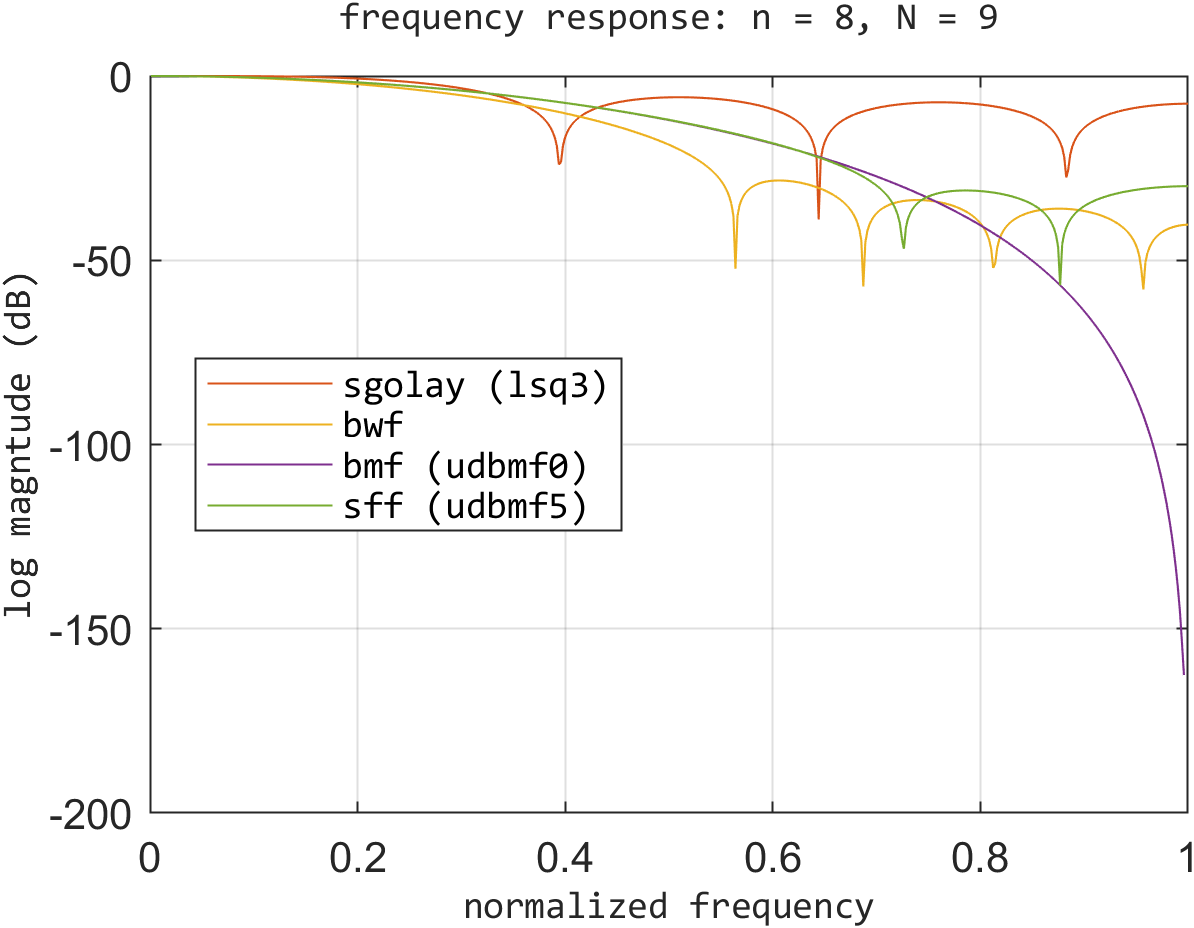 frequency response: n = 8, N = 9
0
-50
-100
-150
-200
log magntude (dB)
sgolay (lsq3)
bwf
bmf (udbmf0)
sff (udbmf5)
0
0.2
0.4
0.6
0.8
1
normalized frequency